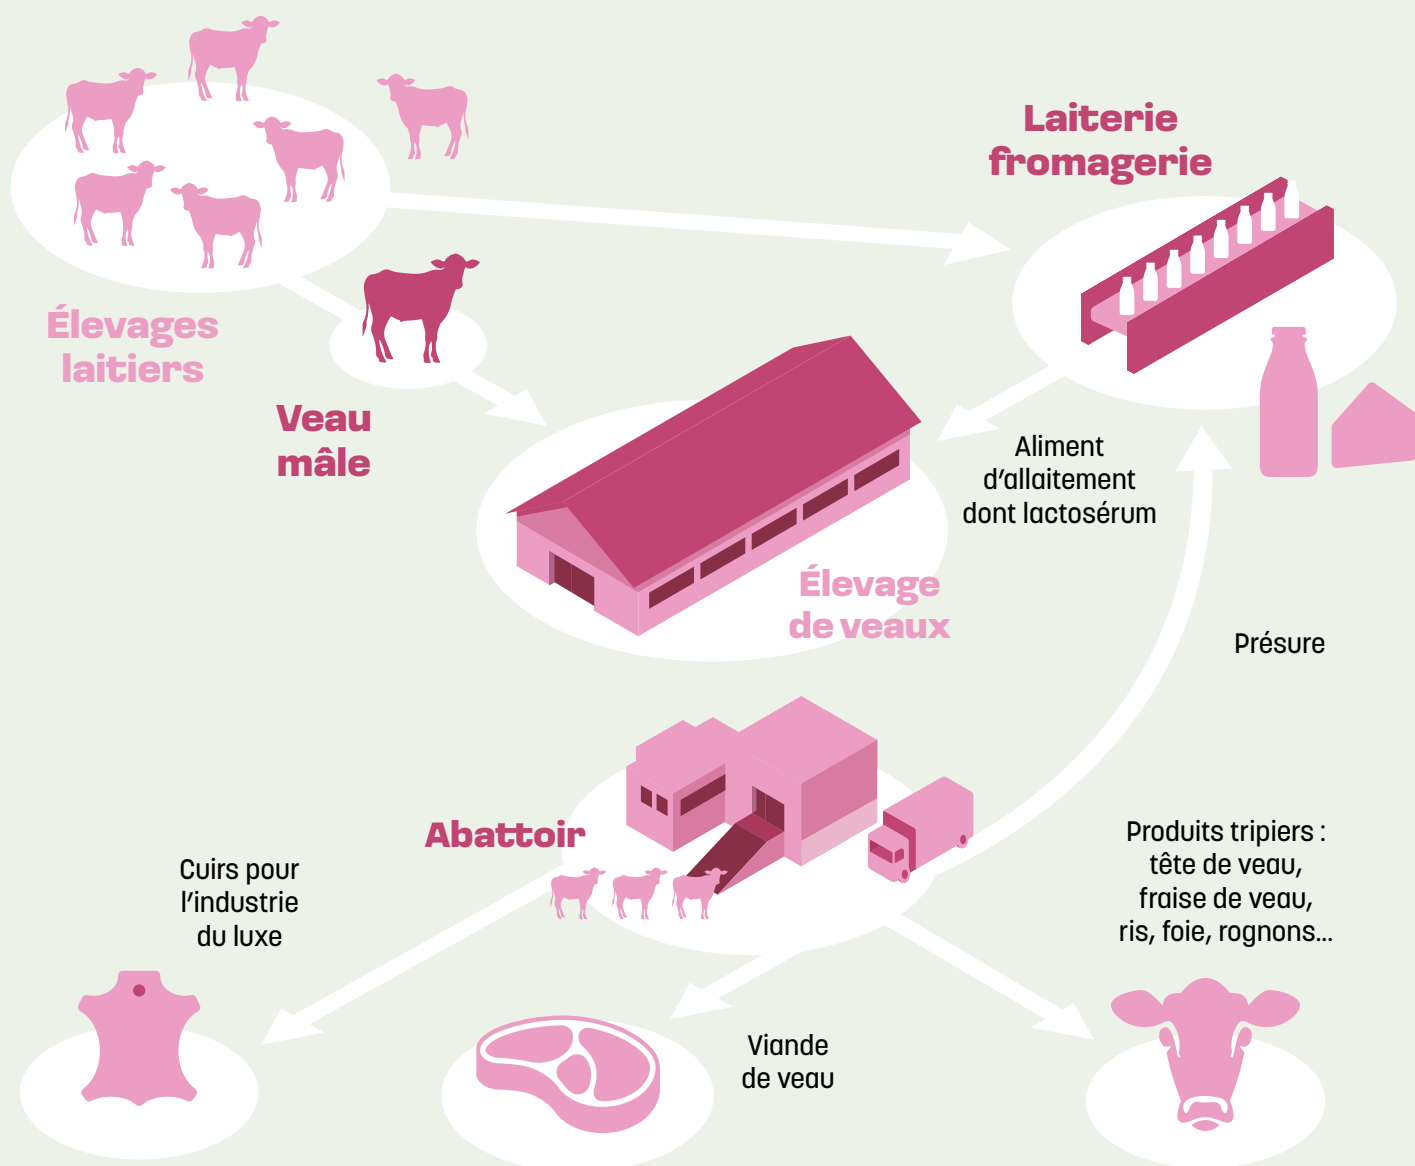 Laiterie
fromagerie
Élevages
laitiers
Veau
mâle
Aliment
d’allaitement
dont lactosérum
Élevage
de veaux
Présure
Abattoir
Cuirs pour
l’industrie
du luxe
Produits tripiers :
tête de veau,
fraise de veau,
ris, foie, rognons...
Viande
de veau